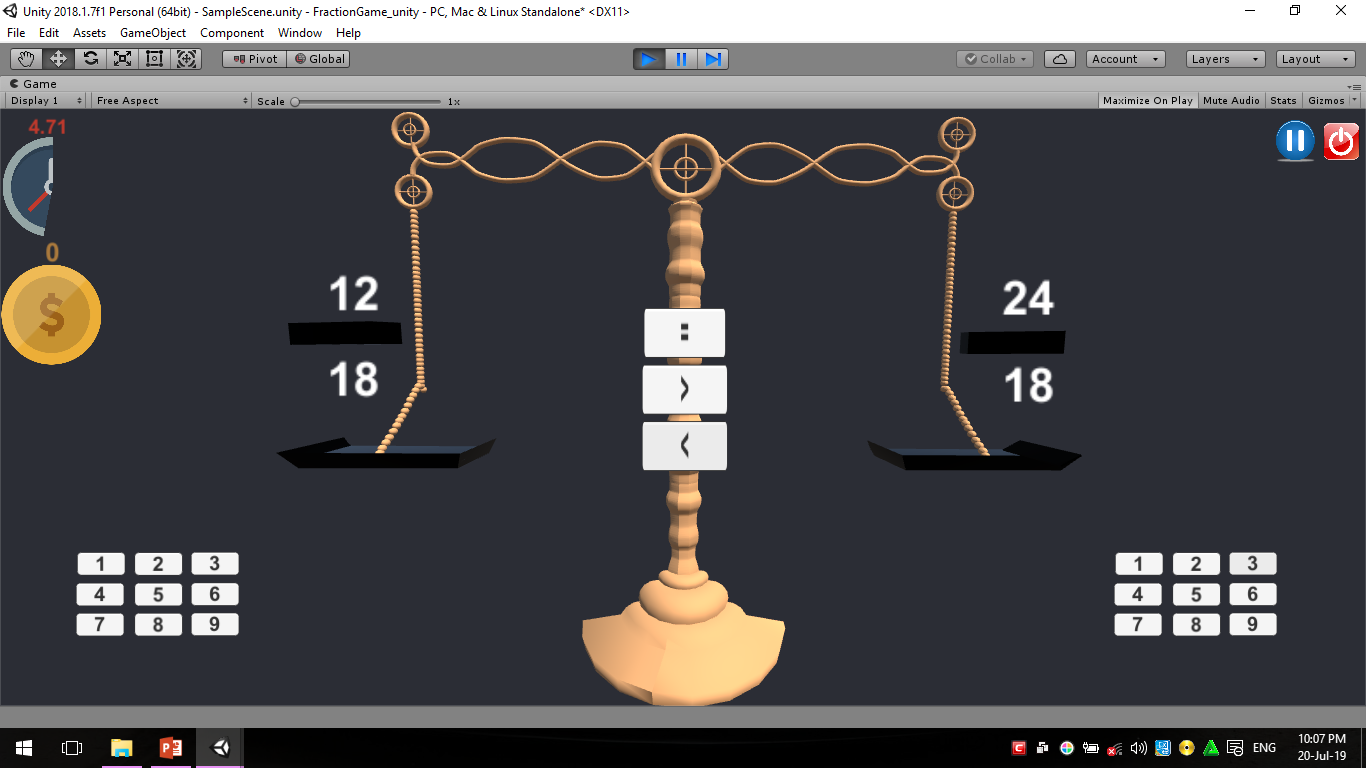 Unity 2018.1.7f1 Personal (64bit) - SampleScene.unity - FractionGame_unity - PC, Mac & Linux Standalone* <DX11>
File Edit Assets GameObject Component Window Help
Pivot Global Collab Account Layers Layout
Game
Display 1 Free Aspect Scale 1x Maximize On Play Mute Audio Stats Gizmos
4.71
0
$
12
18
=
>
<
24
18
1 2 3
4 5 6
7 8 9
1 2 3
4 5 6
7 8 9
ENG
10:07 PM
20-Jul-19